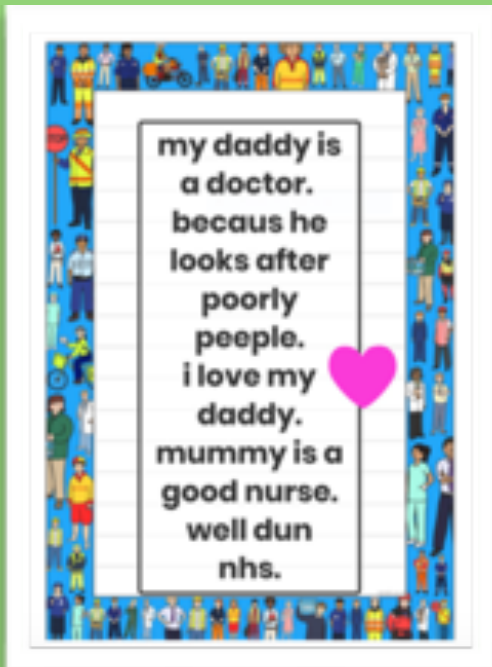 my daddy is
a doctor.
becaus he
looks after
poorly
peeple.
i love my
daddy.
mummy is a
good nurse.
well dun
nhs.